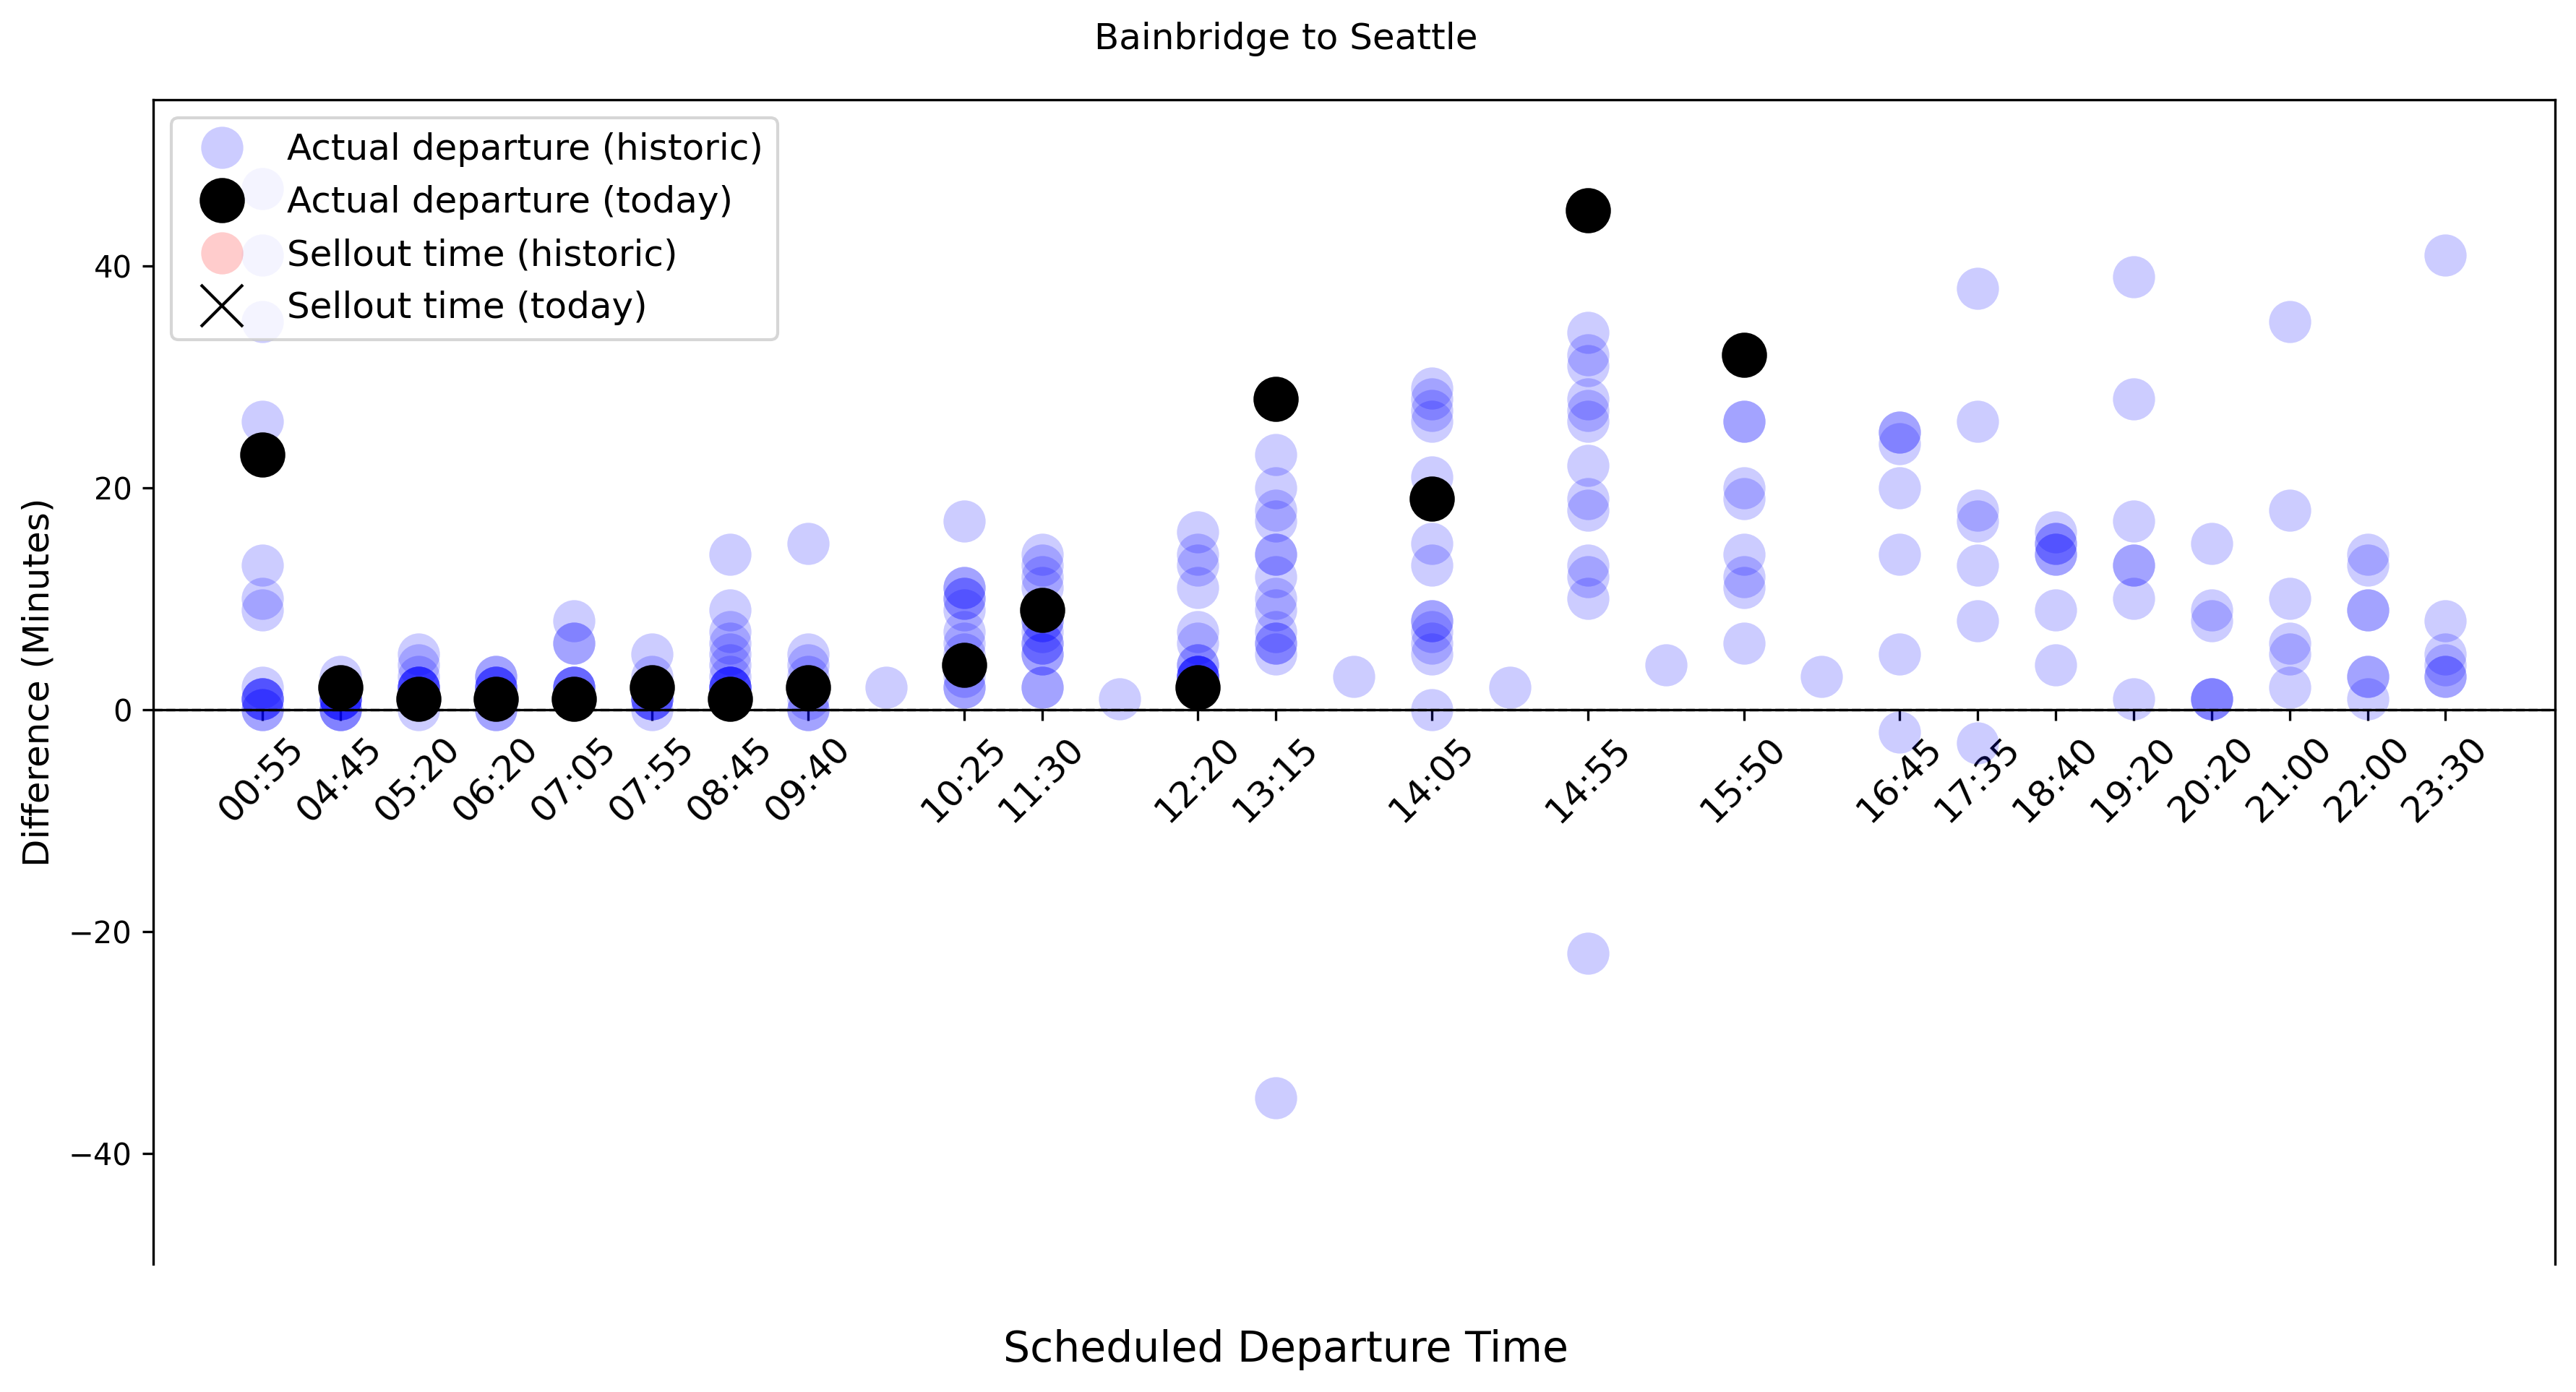 Bainbridge to Seattle
Actual departure (historic)
Actual departure (today)
Sellout time (historic)
Sellout time (today)
Difference (Minutes)
40
20
0
−20
−40
00:55 04:45 05:20 06:20 07:05 07:55 08:45 09:40 10:25 11:30 12:20 13:15 14:05 14:55 15:50 16:45 17:35 18:40 19:20 20:20 21:00 22:00 23:30
Scheduled Departure Time